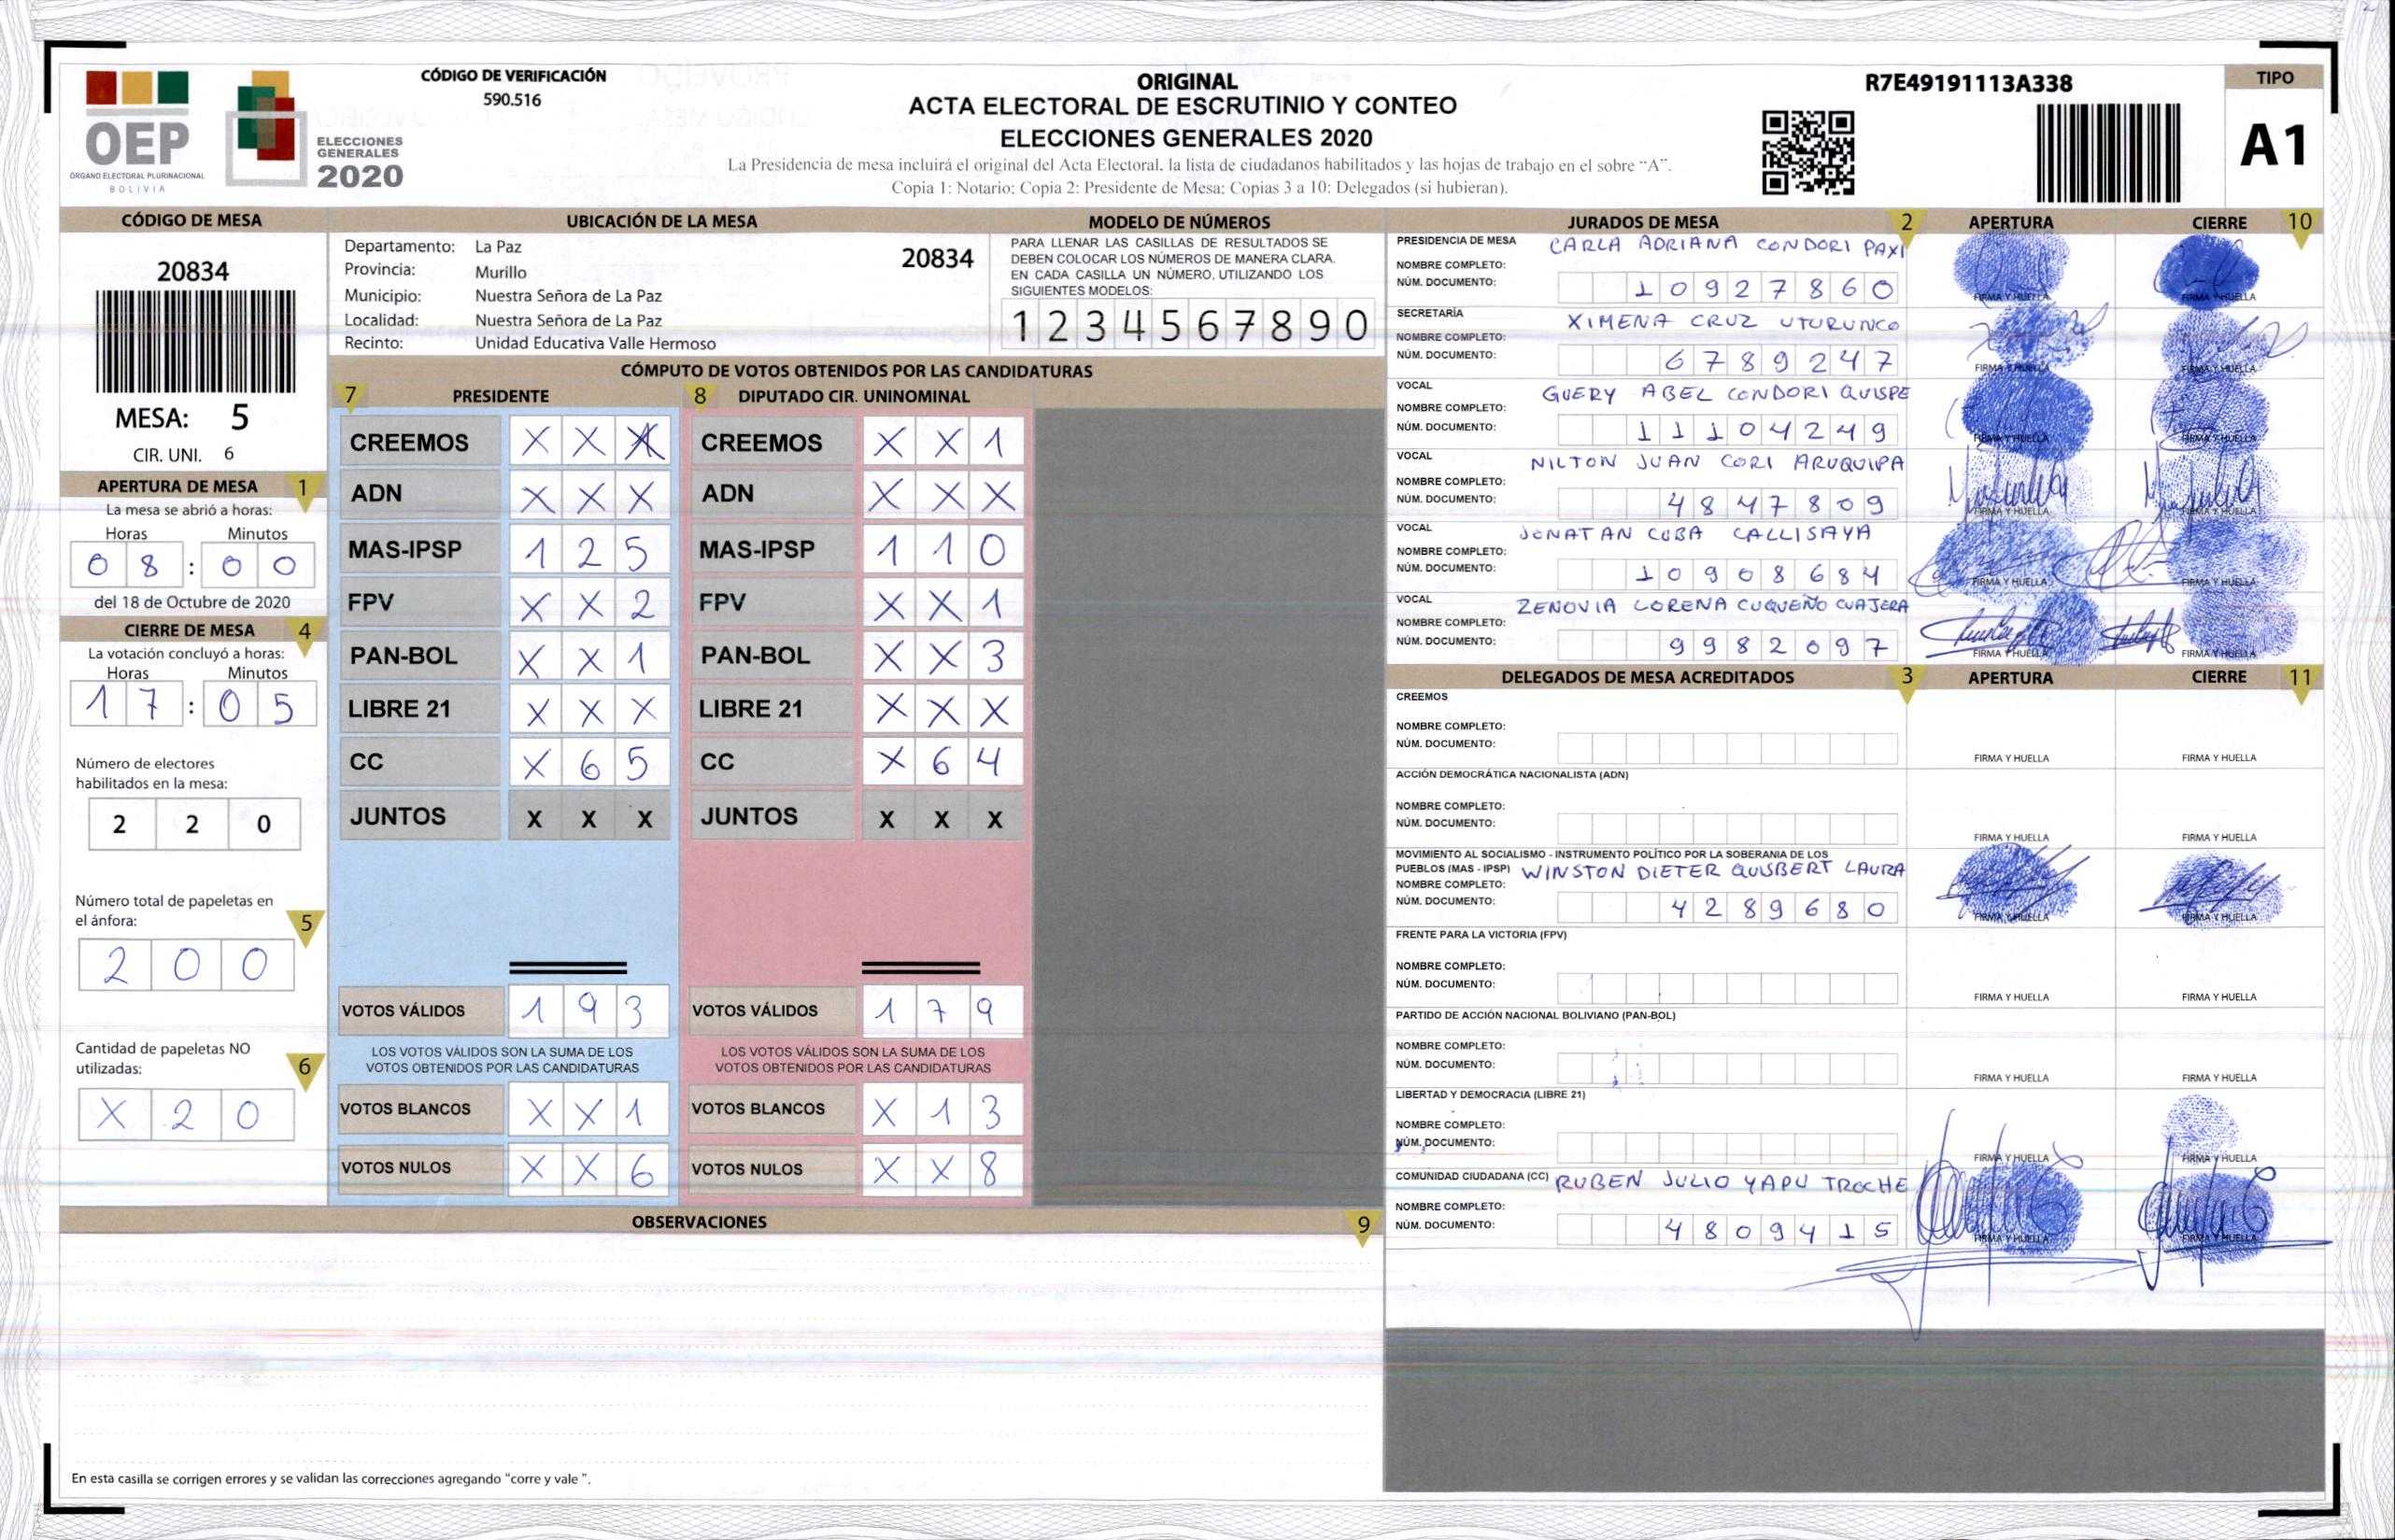 CÓDIGO DE VERIFICACIÓN
590.516
OEP
ÓRGANO ELECTORAL PLURINACIONAL
BOLIVIA
ELECCIONES
GENERALES
2020
ORIGINAL
ACTA ELECTORAL DE ESCRUTINIO Y CONTEO
ELECCIONES GENERALES 2020
La Presidencia de mesa incluirá el original del Acta Electoral, la lista de ciudadanos habilitados y las hojas de trabajo en el sobre “A”.
Copia 1: Notario; Copia 2: Presidente de Mesa; Copias 3 a 10: Delegados (si hubieran).
R7E49191113A338
TIPO
A1
CÓDIGO DE MESA
20834
MESA: 5
CIR. UNI. 6
APERTURA DE MESA 1
La mesa se abrió a horas:
Horas Minutos
0 8 : 0 0
del 18 de Octubre de 2020
CIERRE DE MESA 4
La votación concluyó a horas:
Horas Minutos
1 7 : 0 5
Número de electores
habilitados en la mesa:
2 2 0
Número total de papeletas en
el ánfora:
5
2 0 0
Cantidad de papeletas NO
utilizadas:
6
X 2 0
UBICACIÓN DE LA MESA
Departamento: La Paz
20834
Provincia: Murillo
Municipio: Nuestra Señora de La Paz
Localidad: Nuestra Señora de La Paz
Recinto: Unidad Educativa Valle Hermoso
MODELO DE NÚMEROS
PARA LLENAR LAS CASILLAS DE RESULTADOS SE
DEBEN COLOCAR LOS NÚMEROS DE MANERA CLARA.
EN CADA CASILLA UN NÚMERO, UTILIZANDO LOS
SIGUIENTES MODELOS:
1 2 3 4 5 6 7 8 9 0
CÓMPUTO DE VOTOS OBTENIDOS POR LAS CANDIDATURAS
7 PRESIDENTE 8 DIPUTADO CIR. UNINOMINAL
CREEMOS X X X CREEMOS X X 1
ADN X X X ADN X X X
MAS-IPSP 1 2 5 MAS-IPSP 1 1 0
FPV X X 2 FPV X X 1
PAN-BOL X X 1 PAN-BOL X X 3
LIBRE 21 X X X LIBRE 21 X X X
CC X 6 5 CC X 6 4
JUNTOS X X X JUNTOS X X X
VOTOS VÁLIDOS 1 9 3 VOTOS VÁLIDOS 1 7 9
LOS VOTOS VÁLIDOS SON LA SUMA DE LOS LOS VOTOS VÁLIDOS SON LA SUMA DE LOS
VOTOS OBTENIDOS POR LAS CANDIDATURAS VOTOS OBTENIDOS POR LAS CANDIDATURAS
VOTOS BLANCOS X X 1 VOTOS BLANCOS X 1 3
VOTOS NULOS X X 6 VOTOS NULOS X X 8
OBSERVACIONES 9
En esta casilla se corrigen errores y se validan las correcciones agregando "corre y vale ".
JURADOS DE MESA 2 APERTURA CIERRE 10
PRESIDENCIA DE MESA CARLA ADRIANA CONDORI PAXI
NOMBRE COMPLETO:
NÚM. DOCUMENTO: 1 0 9 2 7 8 6 0
FIRMA Y HUELLA FIRMA Y HUELLA
SECRETARÍA XIMENA CRUZ UTURUNCO
NOMBRE COMPLETO:
NÚM. DOCUMENTO: 6 7 8 9 2 4 7
FIRMA Y HUELLA FIRMA Y HUELLA
VOCAL GUERY ABEL CONDORI QUISPE
NOMBRE COMPLETO:
NÚM. DOCUMENTO: 1 1 1 0 4 2 4 9
FIRMA Y HUELLA FIRMA Y HUELLA
VOCAL NILTON JUAN CORI ARUQUIPA
NOMBRE COMPLETO:
NÚM. DOCUMENTO: 4 8 4 7 8 0 9
FIRMA Y HUELLA FIRMA Y HUELLA
VOCAL JONATAN CUBA CALLISAYA
NOMBRE COMPLETO:
NÚM. DOCUMENTO: 1 0 9 0 8 6 8 4
FIRMA Y HUELLA FIRMA Y HUELLA
VOCAL ZENOVIA LORENA CUQUEÑO CUAJERA
NOMBRE COMPLETO:
NÚM. DOCUMENTO: 9 9 8 2 0 9 7
FIRMA Y HUELLA FIRMA Y HUELLA
DELEGADOS DE MESA ACREDITADOS 3 APERTURA CIERRE 11
CREEMOS
NOMBRE COMPLETO:
NÚM. DOCUMENTO:
FIRMA Y HUELLA FIRMA Y HUELLA
ACCIÓN DEMOCRÁTICA NACIONALISTA (ADN)
NOMBRE COMPLETO:
NÚM. DOCUMENTO:
FIRMA Y HUELLA FIRMA Y HUELLA
MOVIMIENTO AL SOCIALISMO - INSTRUMENTO POLÍTICO POR LA SOBERANIA DE LOS
PUEBLOS (MAS - IPSP) WINSTON DIETER QUISBERT LAURA
NOMBRE COMPLETO:
NÚM. DOCUMENTO: 4 2 8 9 6 8 0
FIRMA Y HUELLA FIRMA Y HUELLA
FRENTE PARA LA VICTORIA (FPV)
NOMBRE COMPLETO:
NÚM. DOCUMENTO:
FIRMA Y HUELLA FIRMA Y HUELLA
PARTIDO DE ACCIÓN NACIONAL BOLIVIANO (PAN-BOL)
NOMBRE COMPLETO:
NÚM. DOCUMENTO:
FIRMA Y HUELLA FIRMA Y HUELLA
LIBERTAD Y DEMOCRACIA (LIBRE 21)
NOMBRE COMPLETO:
NÚM. DOCUMENTO:
FIRMA Y HUELLA FIRMA Y HUELLA
COMUNIDAD CIUDADANA (CC) RUBEN JULIO YAPU TROCHE
NOMBRE COMPLETO:
NÚM. DOCUMENTO: 4 8 0 9 4 1 5
FIRMA Y HUELLA FIRMA Y HUELLA